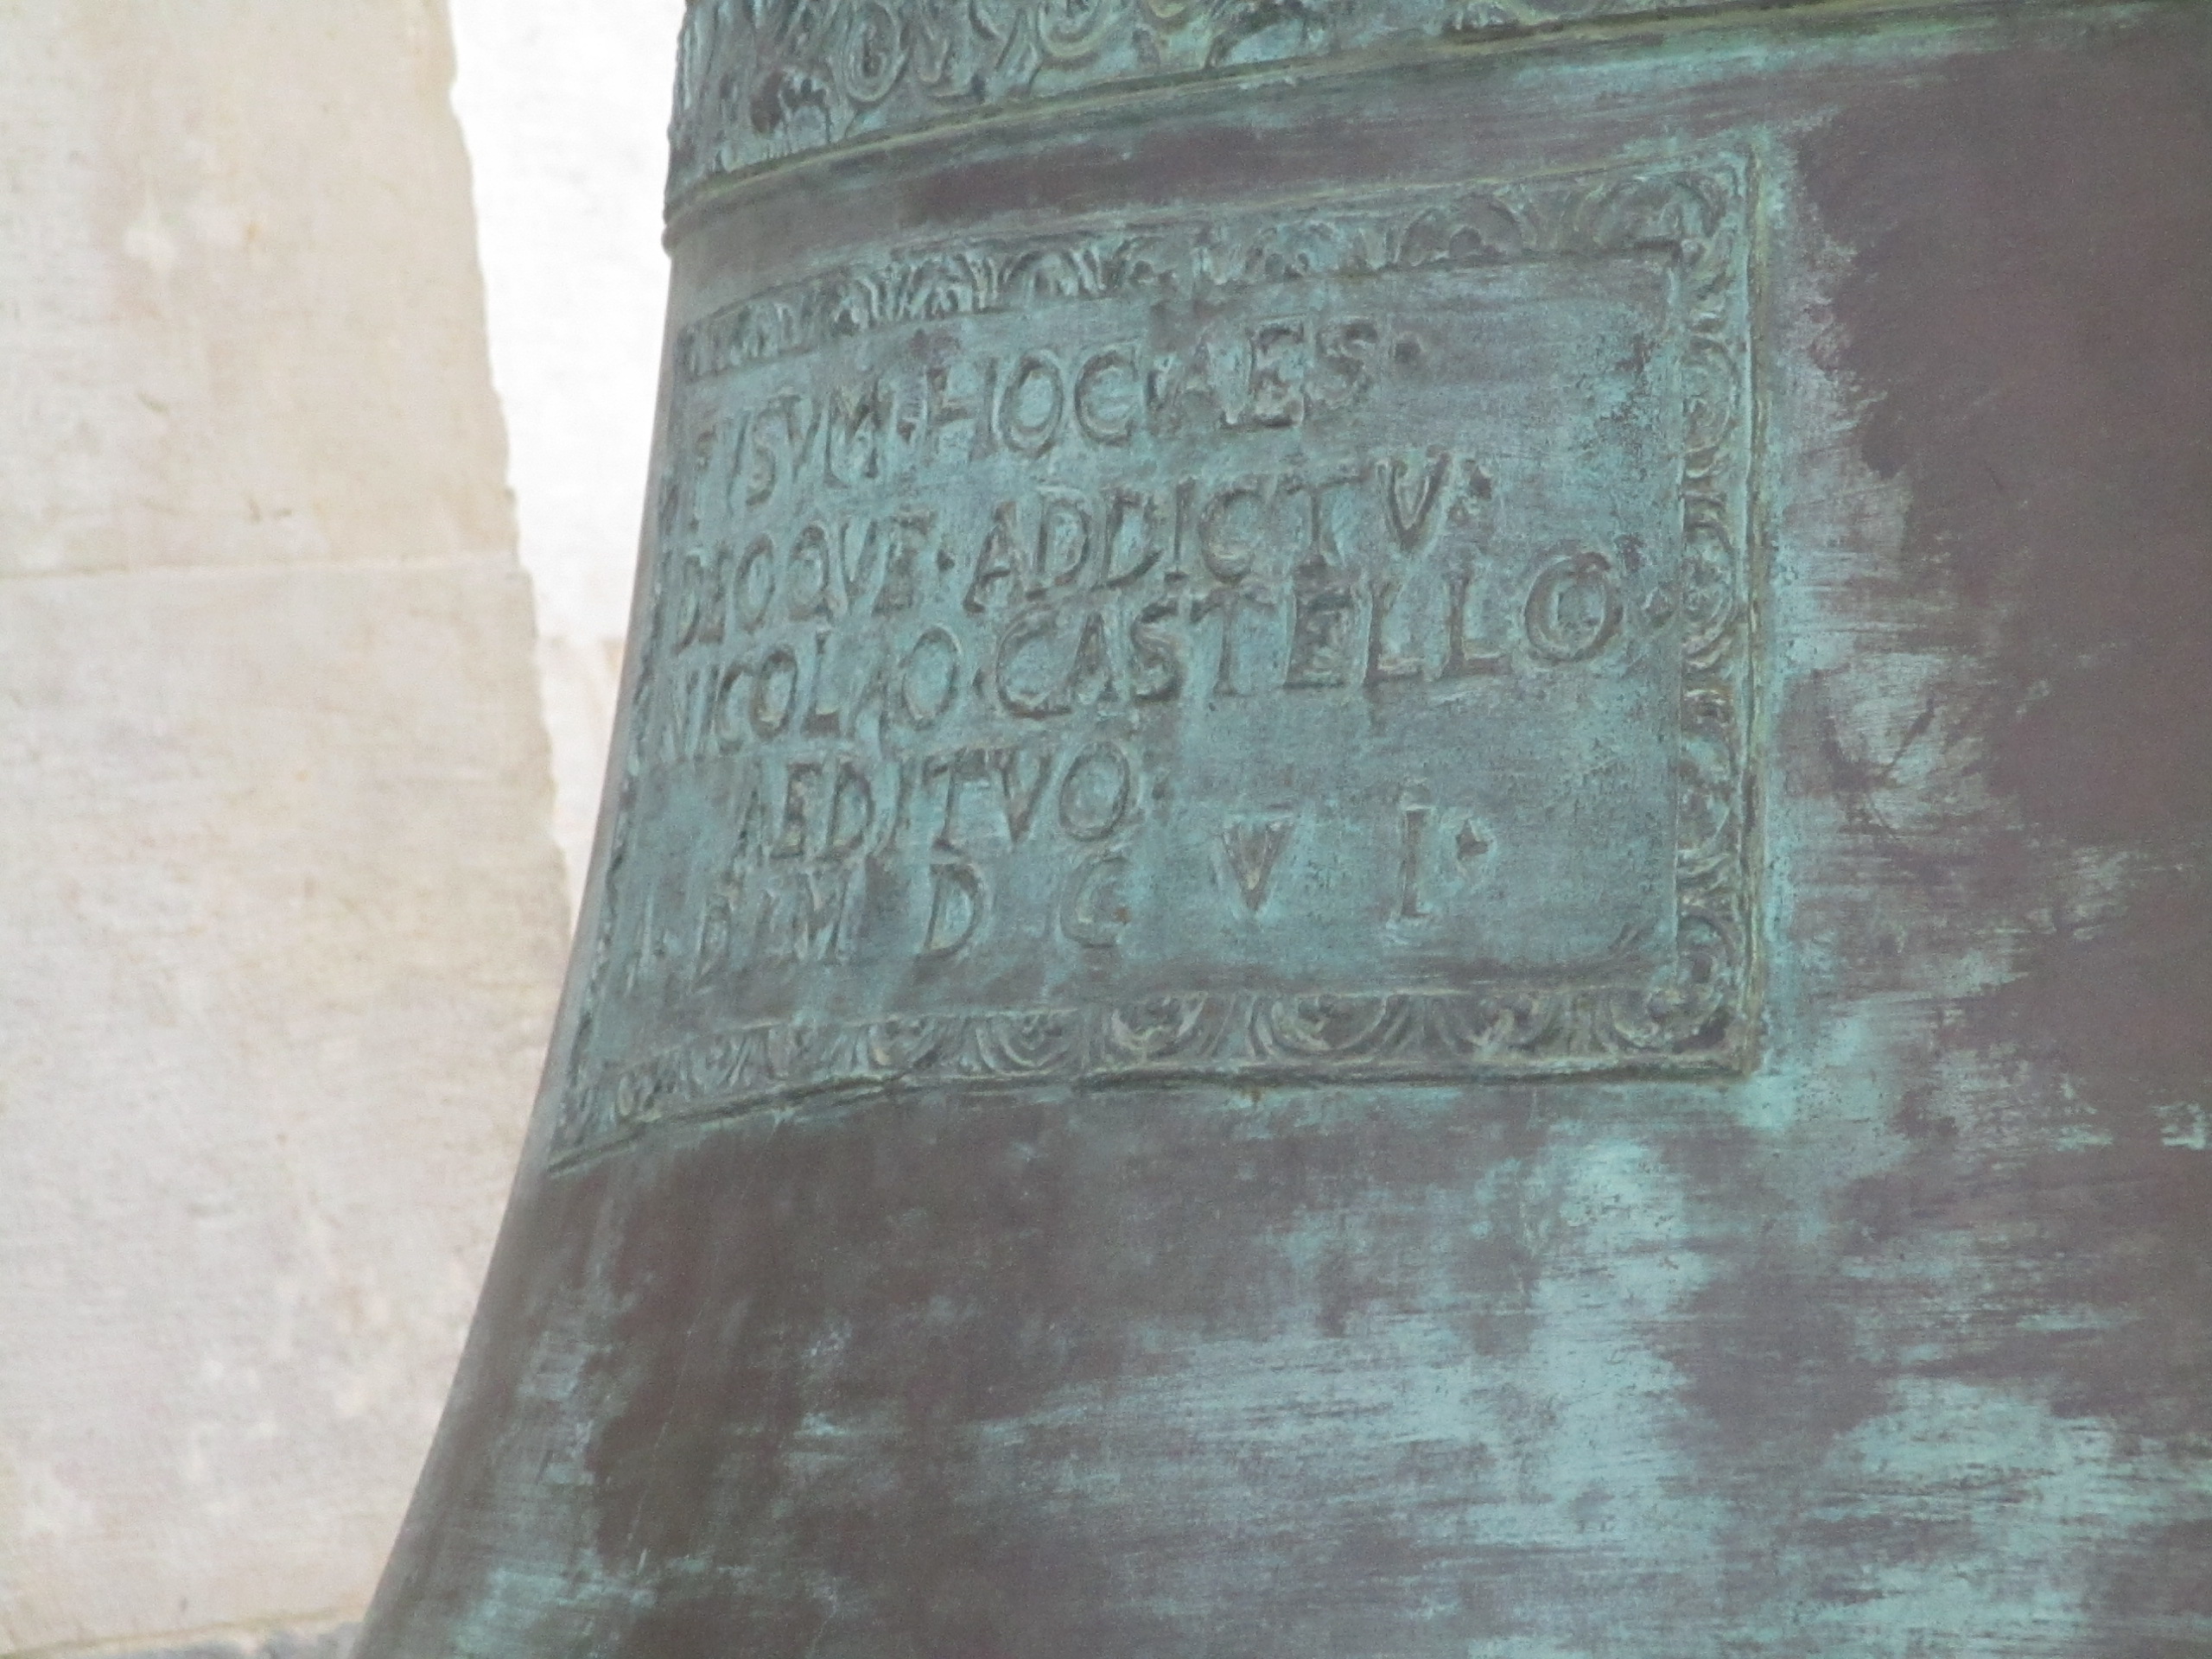 FVSVM·HOC·AES·
DEOQVE·ADDICTV·
NICOLAO·CASTELLO·
AEDITVO·
A·D·M D C V I·